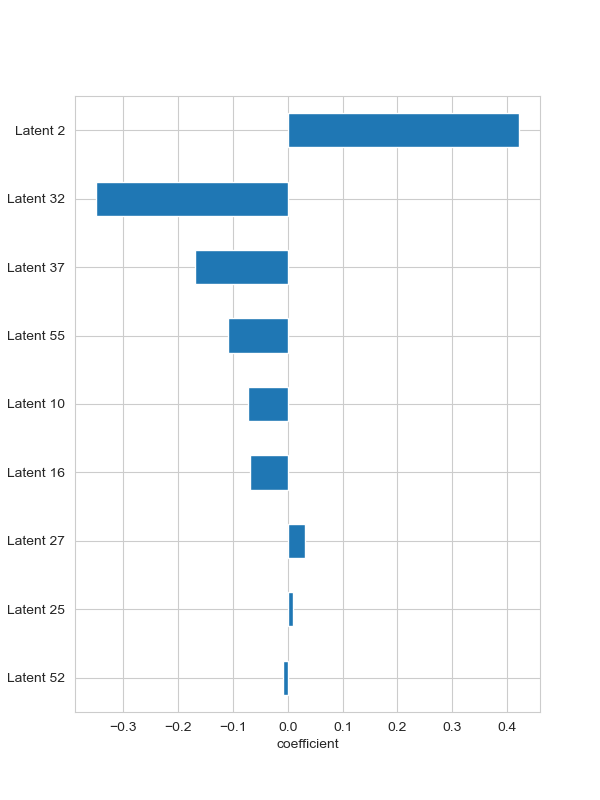 Latent 2
Latent 32
Latent 37
Latent 55
Latent 10
Latent 16
Latent 27
Latent 25
Latent 52
−0.3 −0.2 −0.1 0.0 0.1 0.2 0.3 0.4
coefficient